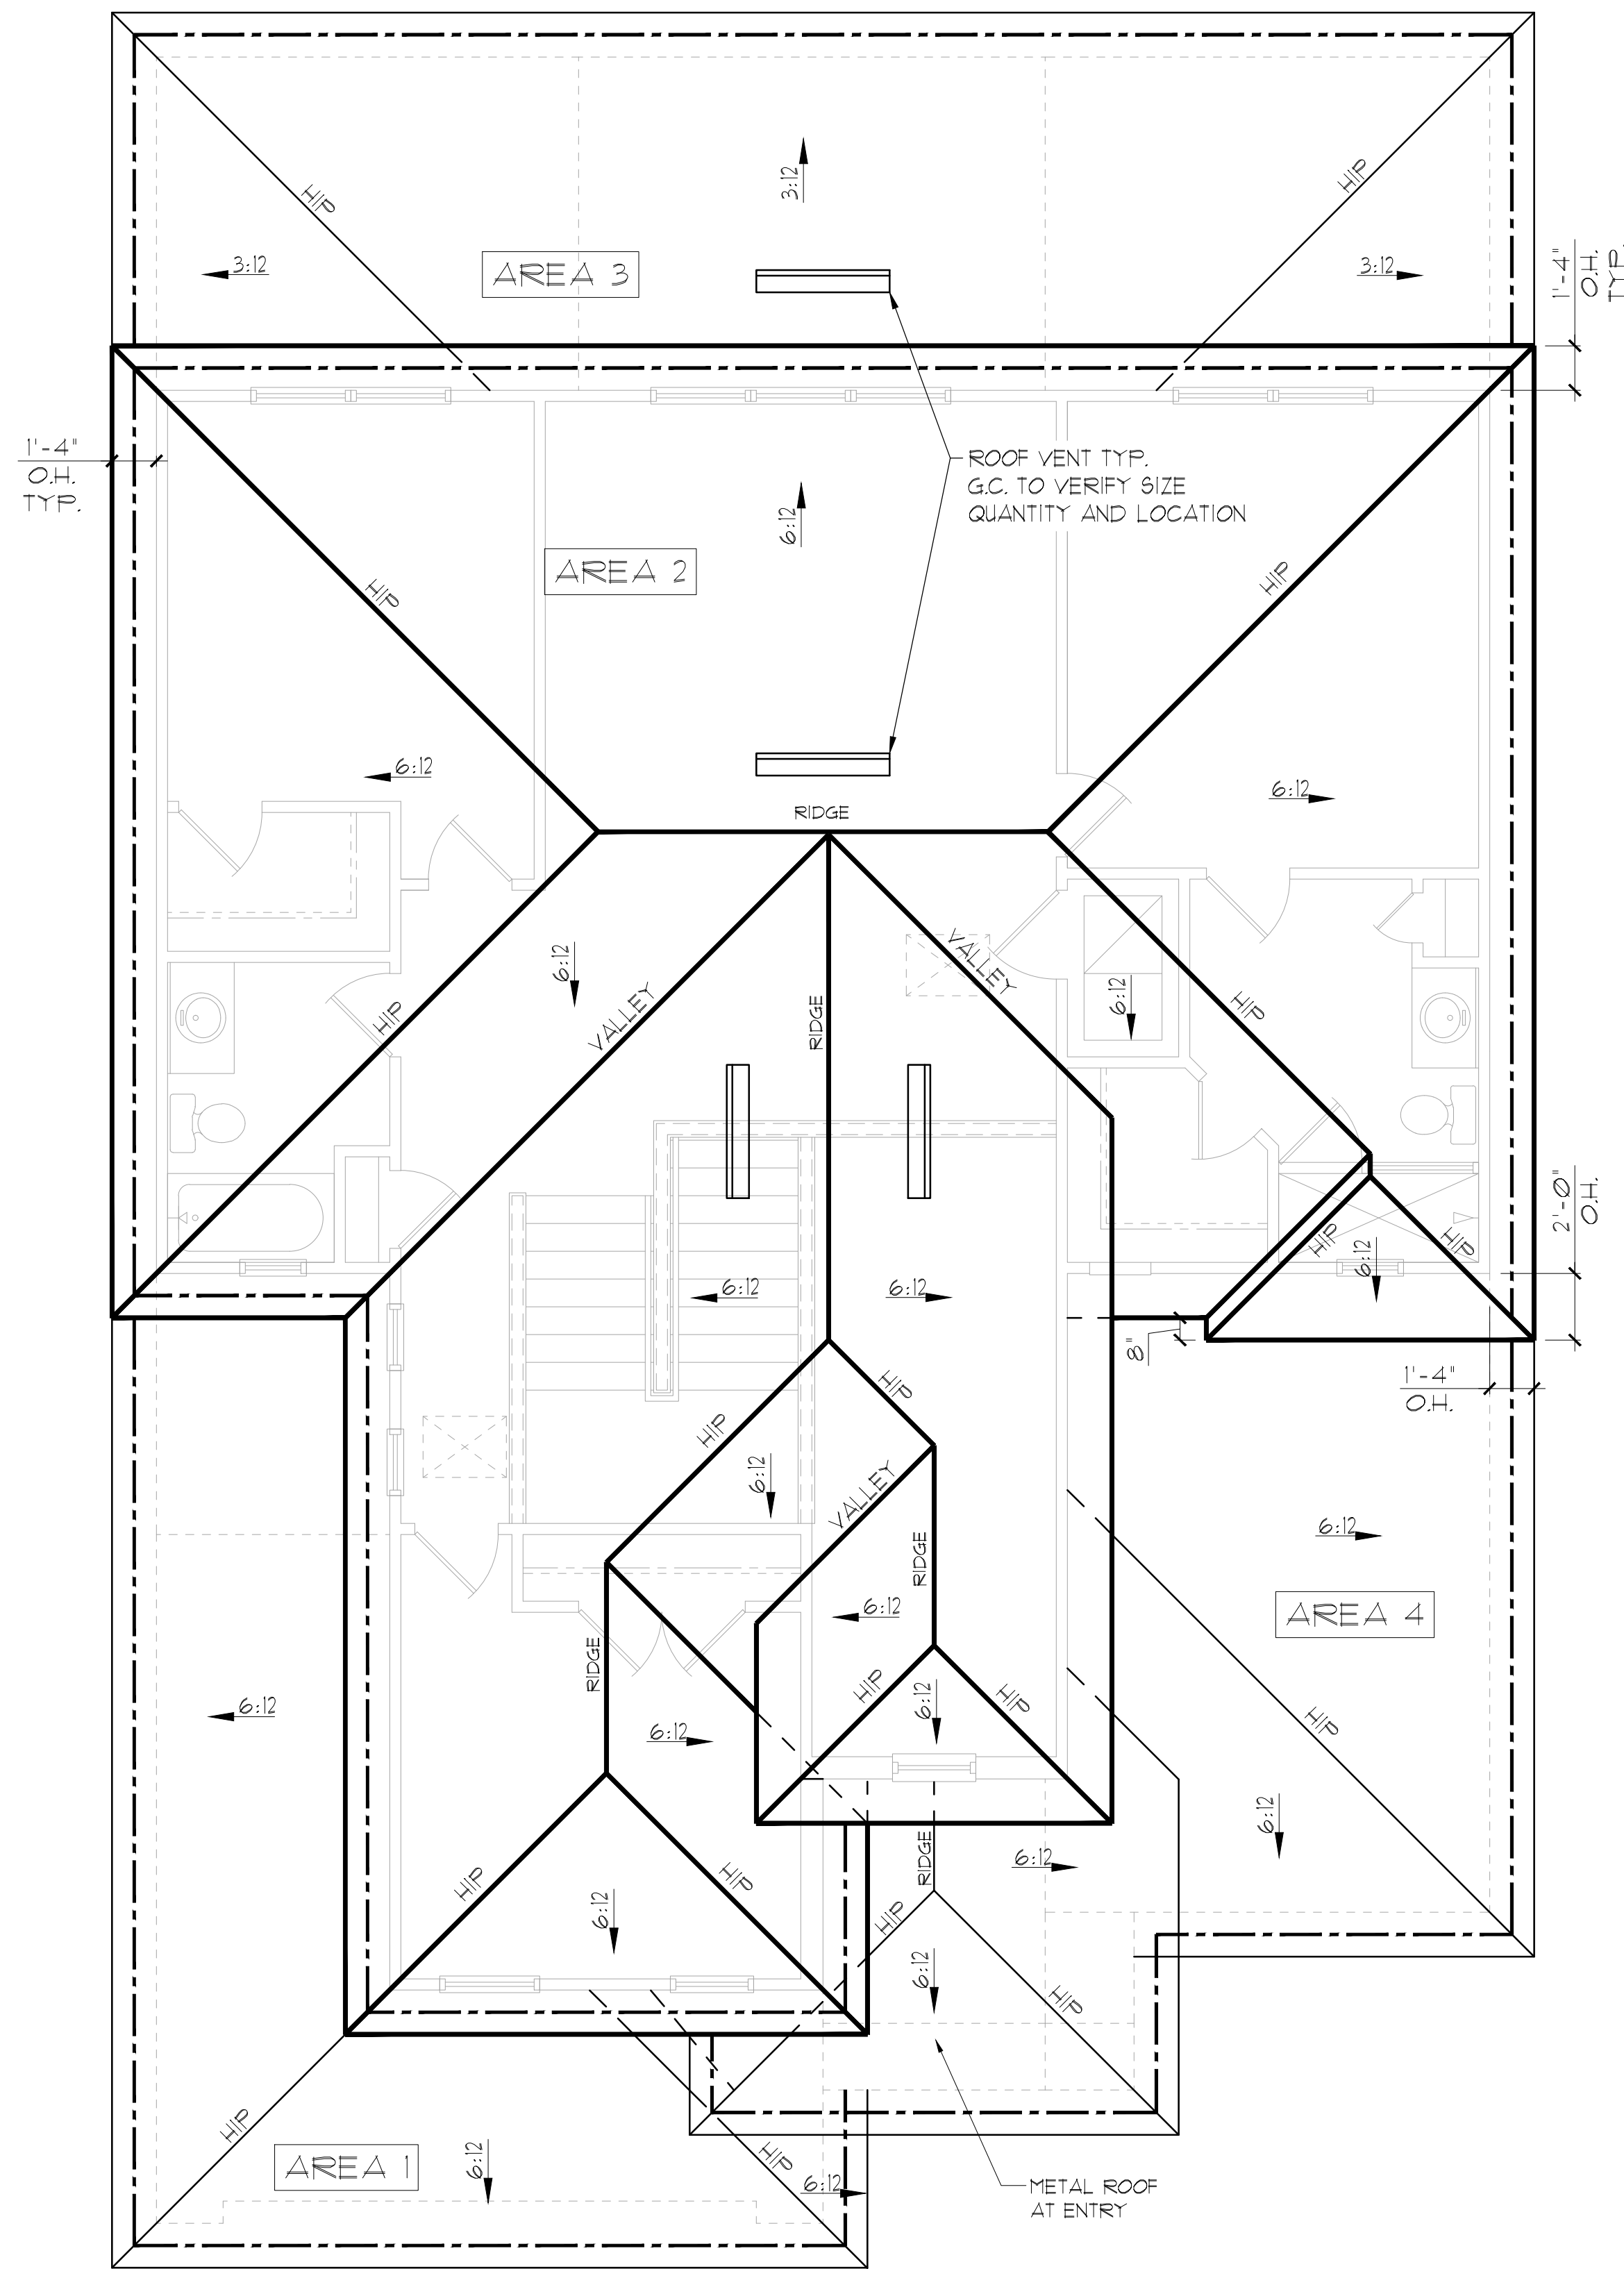 HIP
HIP
3:12
3:12
3:12
AREA 3
1'-4"
O.H.
TYP.
1'-4"
O.H.
TYP.
ROOF VENT TYP.
G.C. TO VERIFY SIZE
QUANTITY AND LOCATION
6:12
AREA 2
HIP
HIP
6:12
6:12
RIDGE
6:12
VALLEY
VALLEY
HIP
RIDGE
6:12
HIP
2'-0"
O.H.
HIP
HIP
6:12
6:12
6:12
8"
1'-4"
O.H.
HIP
HIP
6:12
VALLEY
RIDGE
6:12
6:12
AREA 4
RIDGE
HIP
6:12
HIP
6:12
6:12
HIP
6:12
RIDGE
6:12
HIP
HIP
6:12
HIP
6:12
HIP
HIP
AREA 1
6:12
HIP
6:12
METAL ROOF
AT ENTRY